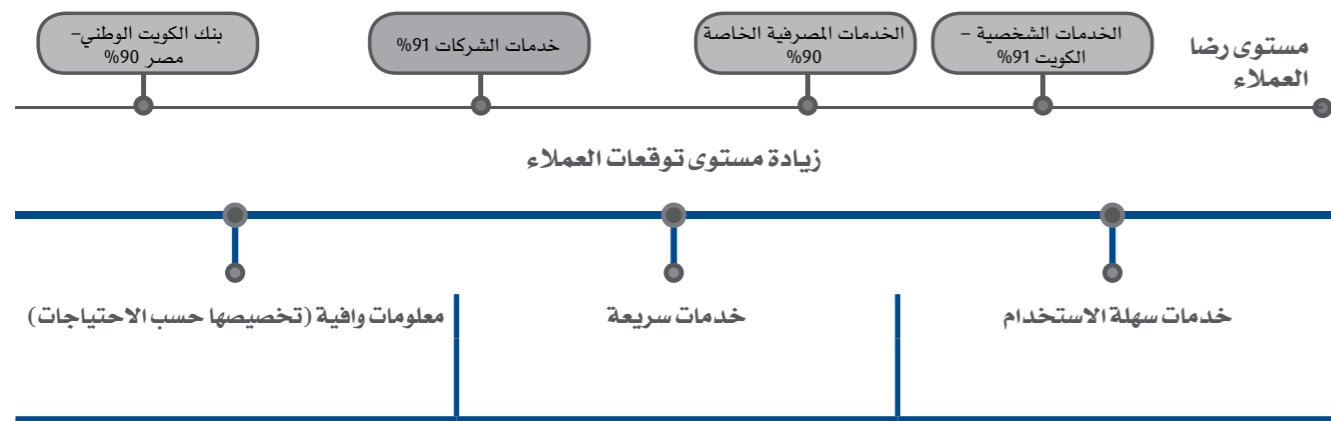 مستوى رضا
العملاء
الخدمات الشخصية –
الكويت 91%
الخدمات المصرفية الخاصة
90%
خدمات الشركات 91%
بنك الكويت الوطني–
مصر 90%
زيادة مستوى توقعات العملاء
خدمات سهلة الاستخدام
خدمات سريعة
معلومات وافية (تخصيصها حسب الاحتياجات)